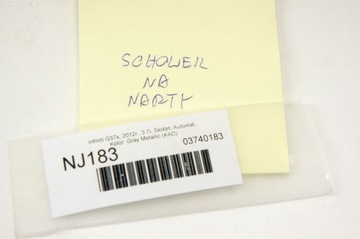 SCHOWEK
NA
NARTY
Infiniti G37x, 2012r., 3.7i, Sedan, Automat,
Kolor: Gray Metallic (KAD)
NJ183
03740183